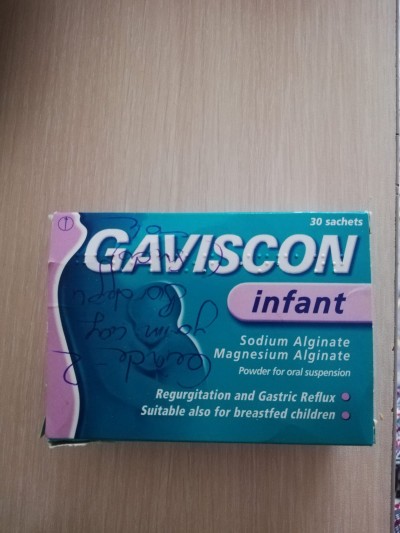 30 sachets
GAVISCON
infant
Sodium Alginate
Magnesium Alginate
Powder for oral suspension
Regurgitation and Gastric Reflux
Suitable also for breastfed children